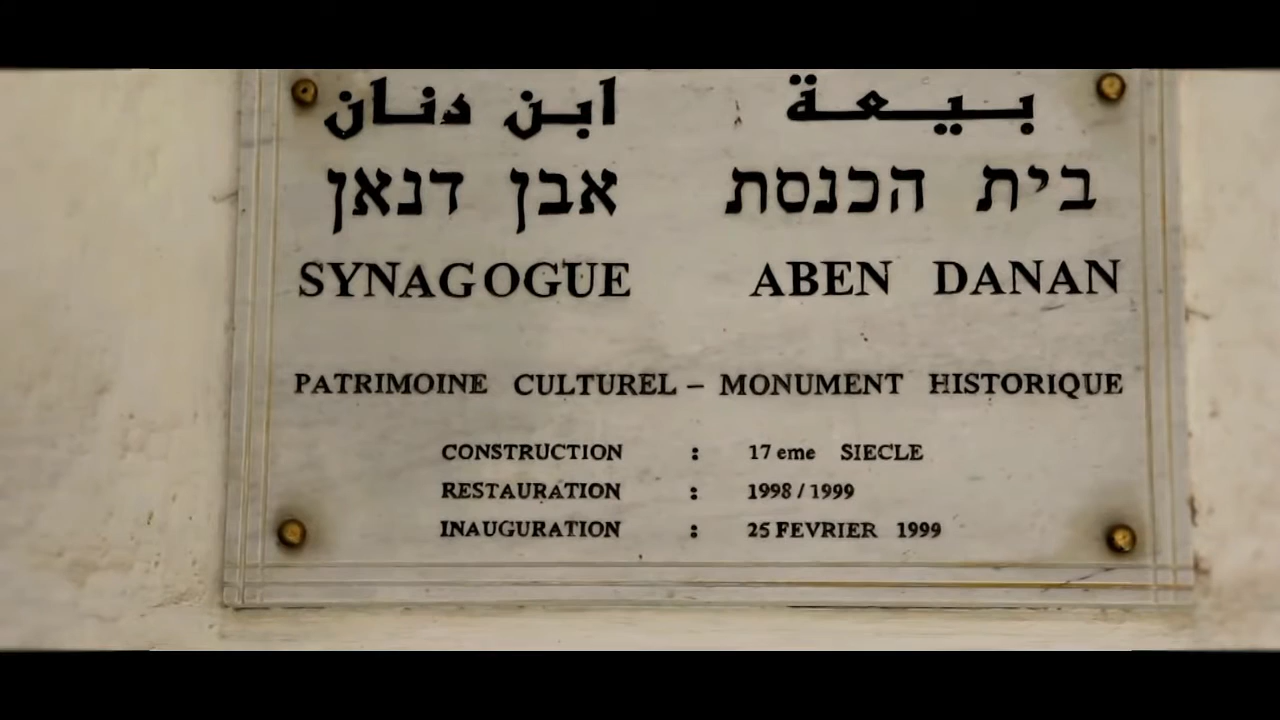 بيعة ابن دنان
בית הכנסת אבן דנאן
SYNAGOGUE ABEN DANAN
PATRIMOINE CULTUREL – MONUMENT HISTORIQUE
CONSTRUCTION : 17 eme SIECLE
RESTAURATION : 1998 / 1999
INAUGURATION : 25 FEVRIER 1999